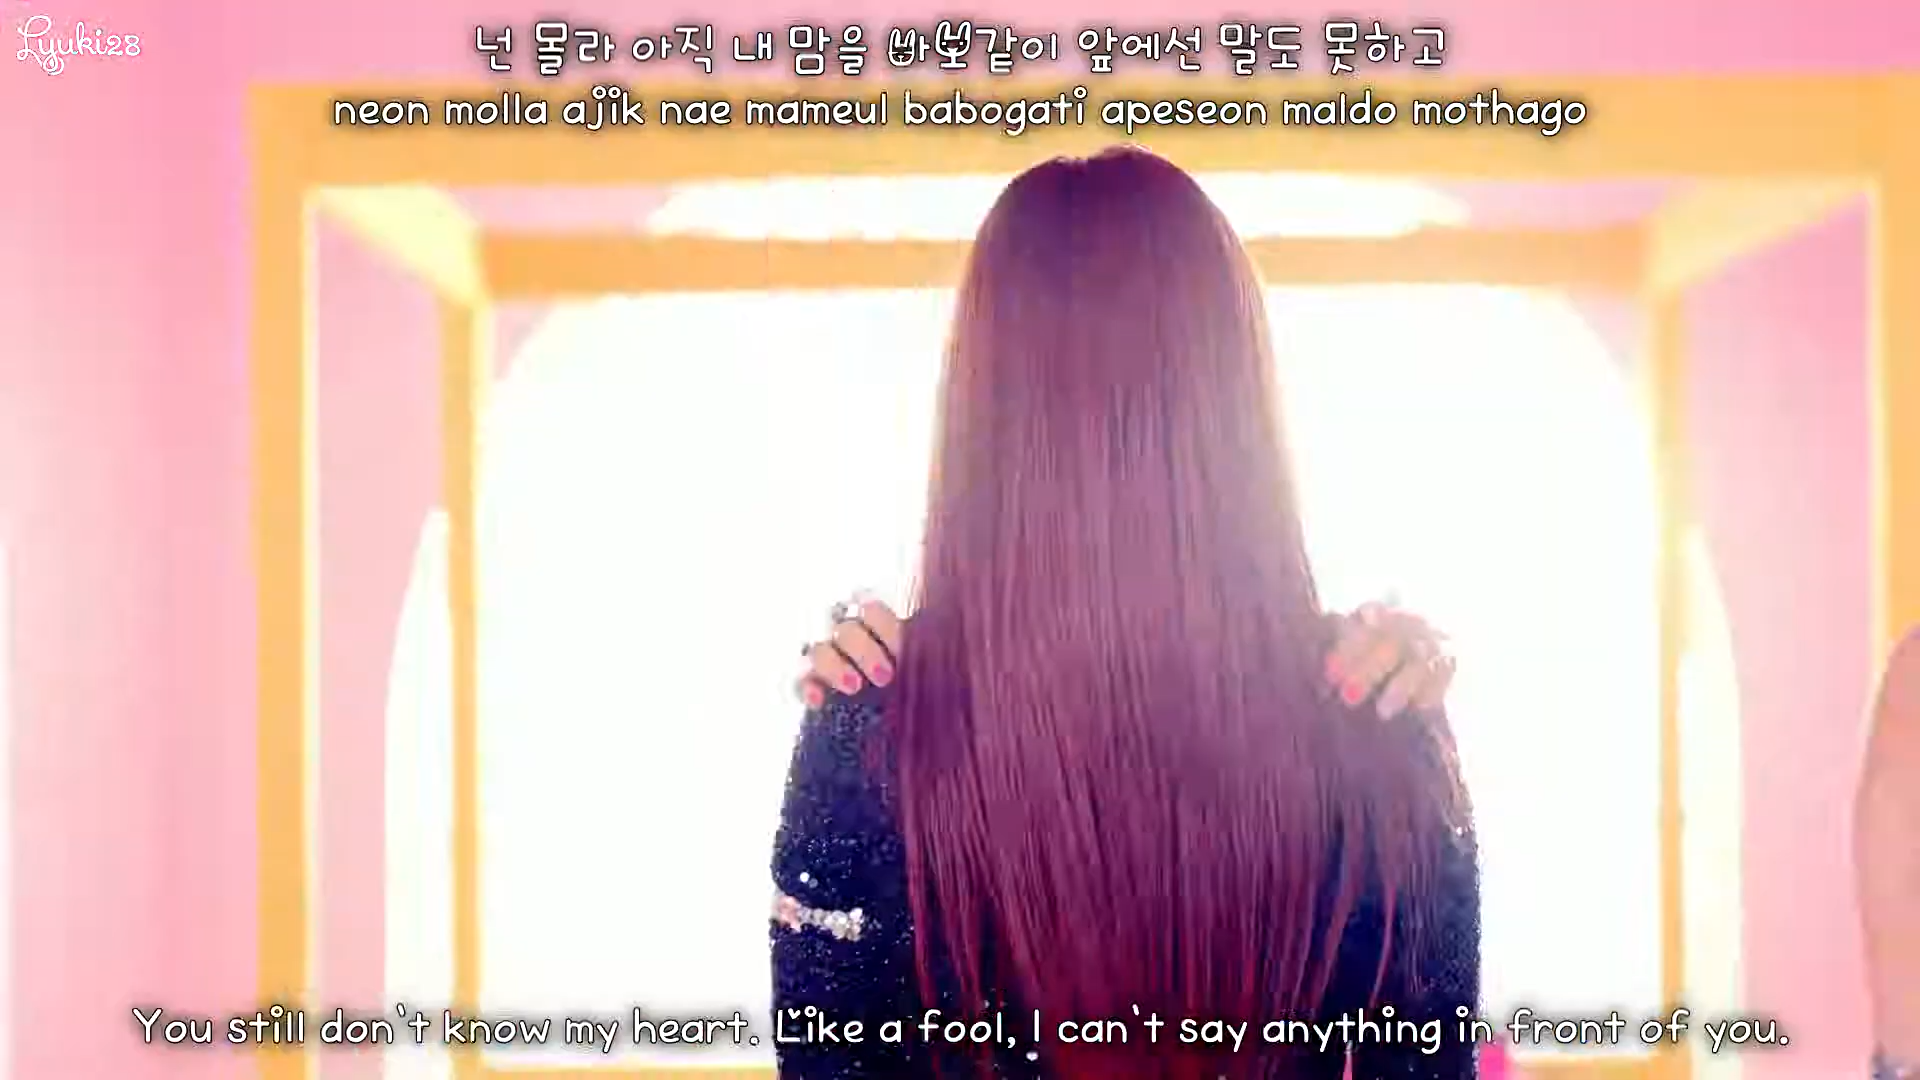 Lyuki28
넌 몰라 아직 내 맘을 바보같이 앞에선 말도 못하고
neon molla ajik nae mameul babogati apeseon maldo mothago
You still don't know my heart. Like a fool, I can't say anything in front of you.